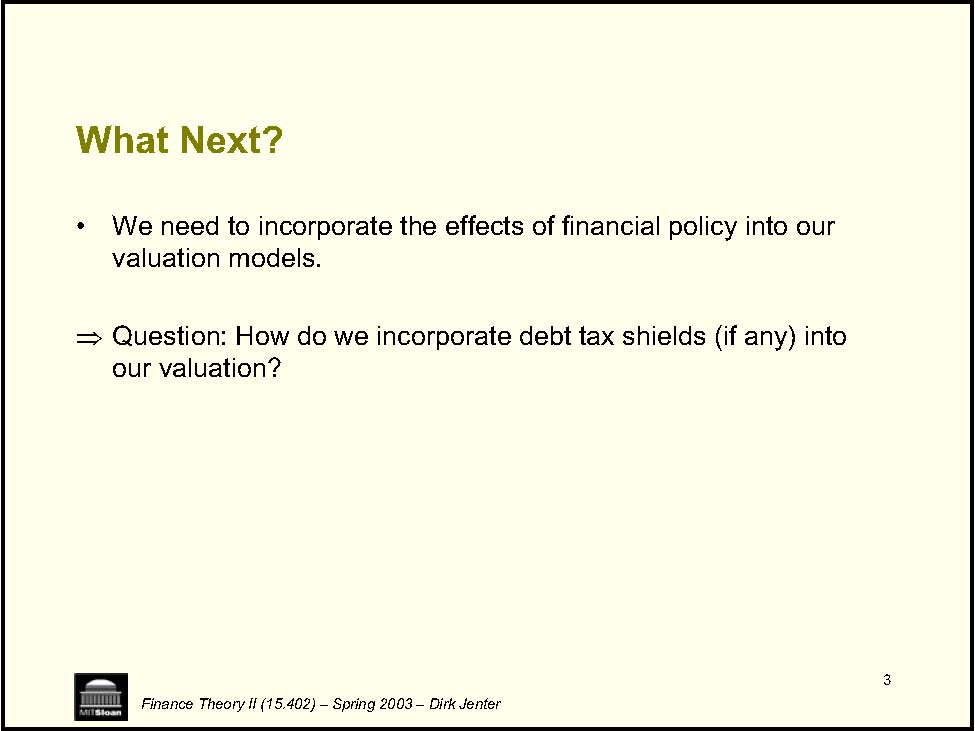 What Next?
• We need to incorporate the effects of financial policy into our
valuation models.
⇒ Question: How do we incorporate debt tax shields (if any) into
our valuation?
3
MITSloan
Finance Theory II (15.402) – Spring 2003 – Dirk Jenter